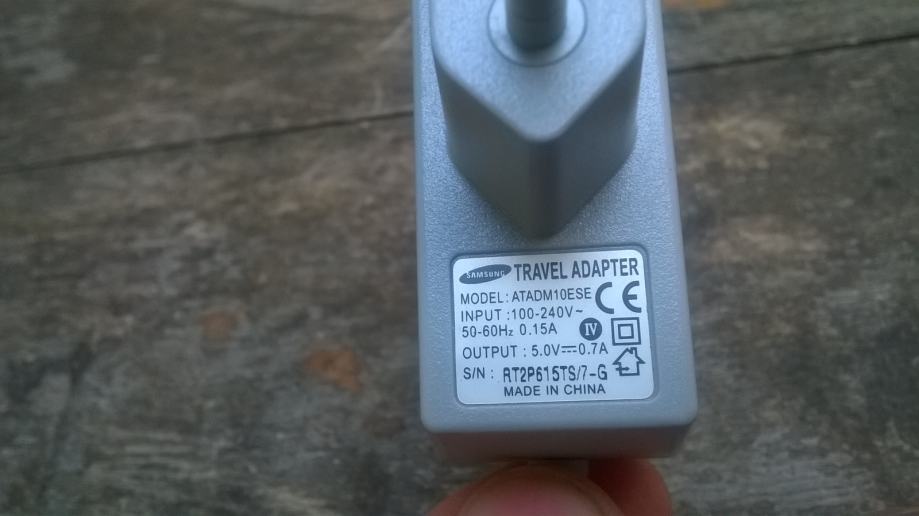 SAMSUNG TRAVEL ADAPTER
MODEL: ATADM10ESE CE
INPUT :100-240V~
50-60Hz 0.15A IV
OUTPUT : 5.0V⎓0.7A
S/N : RT2P615TS/7-G
MADE IN CHINA